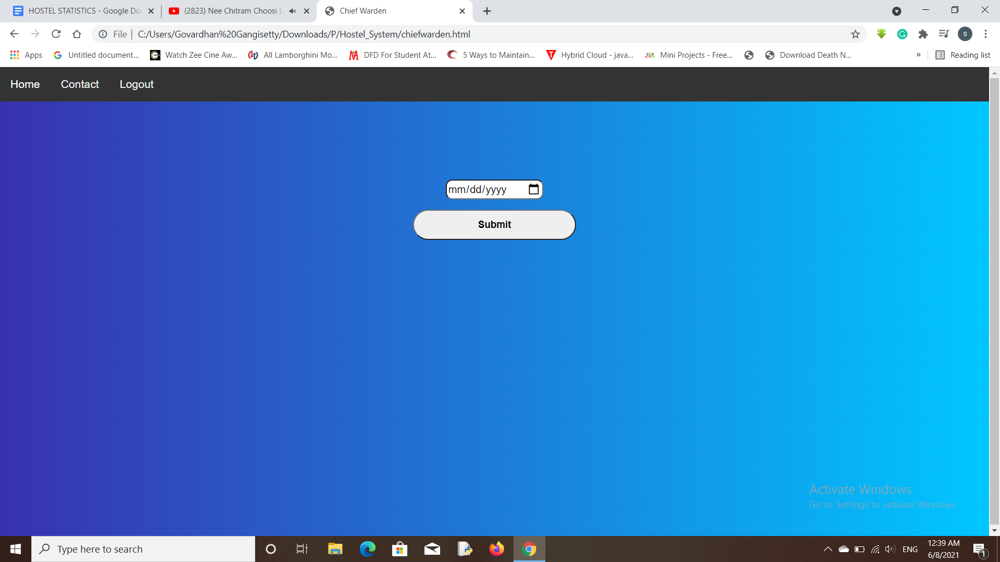 HOSTEL STATISTICS - Google Doc
(2823) Nee Chitram Choosi L
Chief Warden
File
C:/Users/Govardhan%20Gangisetty/Downloads/P/Hostel_System/chiefwarden.html
S
Apps
Untitled document...
Watch Zee Cine Aw...
All Lamborghini Mo...
DFD For Student At...
5 Ways to Maintain...
Hybrid Cloud - java...
Mini Projects - Free...
Download Death N...
»
Reading list
Home
Contact
Logout
mm/dd/yyyy
Submit
Activate Windows
Go to Settings to activate Windows.
Type here to search
ENG
12:39 AM
6/8/2021
1